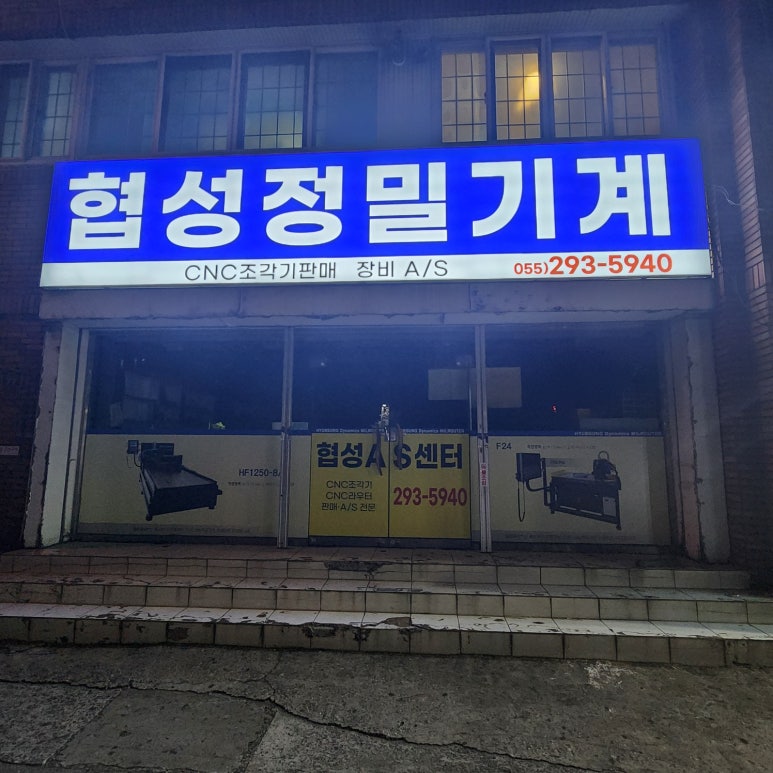 협성정밀기계
CNC조각기판매 장비 A/S
055)293-5940
HF1250-B
협성AS센터
CNC조각기
CNC라우터
판매·A/S 전문
293-5940
F24